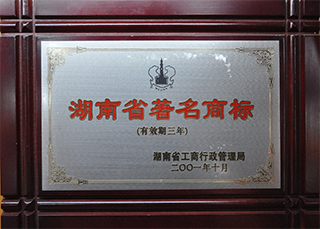 湖南省著名商标
(有效期三年)
湖南省工商行政管理局
二〇〇一年十月